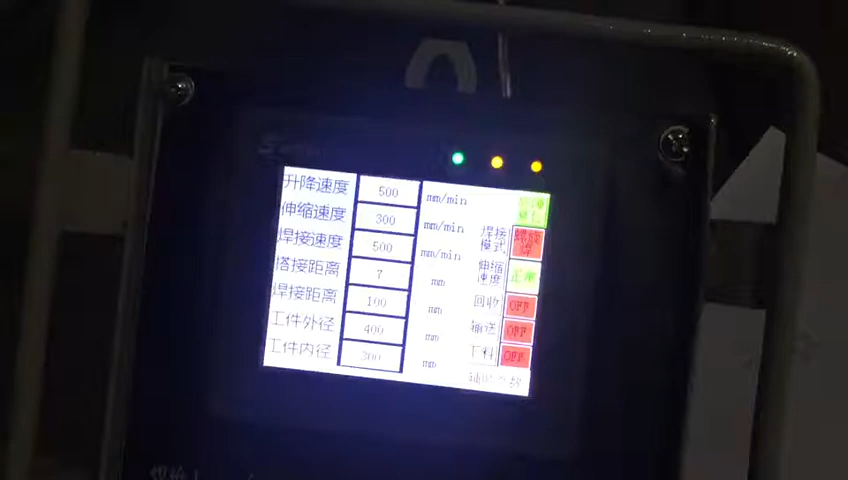 升降速度 500 mm/min
伸缩速度 300 mm/min
焊接速度 500 mm/min
搭接距离 7 mm
焊接距离 100 mm
工件外径 400 mm
工件内径 300 mm
焊接模式
伸缩速度 正常
回收 OFF
输送 OFF
下料 OFF